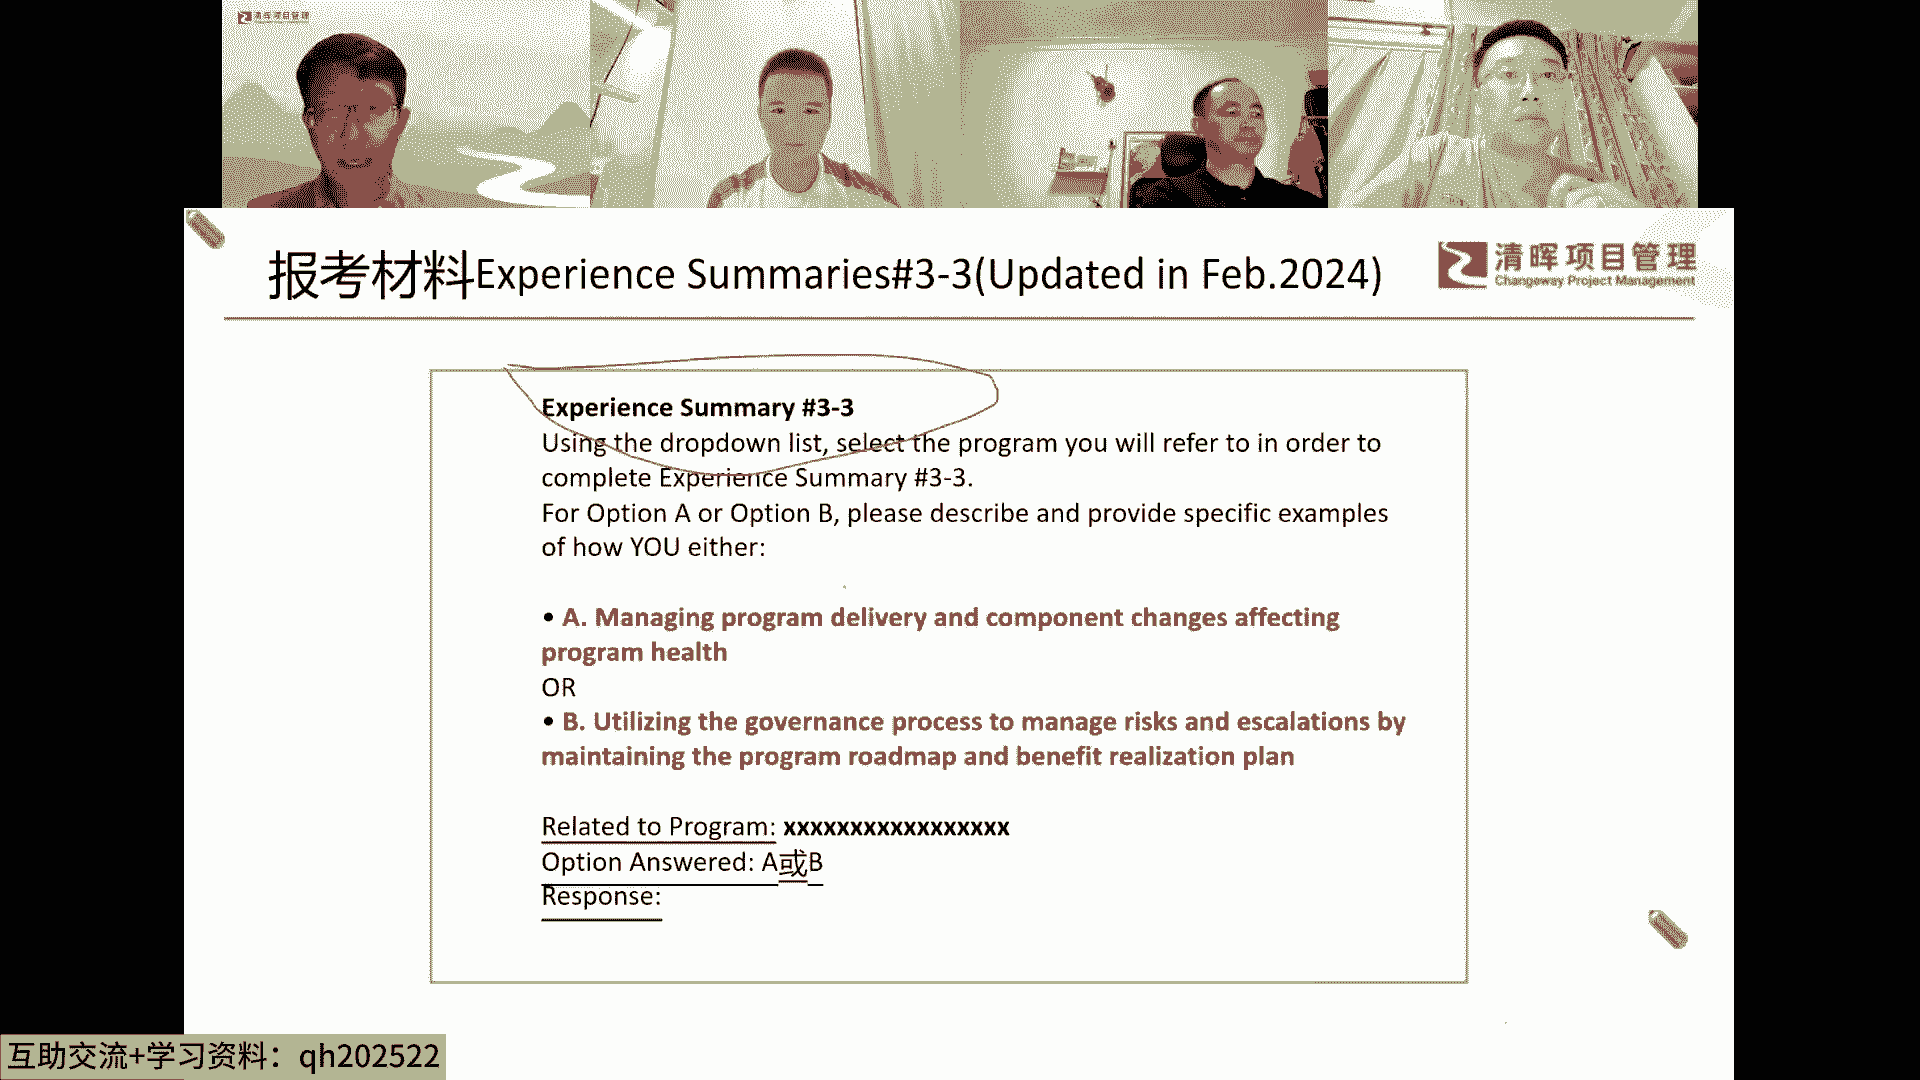 清晖项目管理
报考材料Experience Summaries#3-3(Updated in Feb.2024)
清晖项目管理
Changeway Project Management
Experience Summary #3-3
Using the dropdown list, select the program you will refer to in order to
complete Experience Summary #3-3.
For Option A or Option B, please describe and provide specific examples
of how YOU either:
• A. Managing program delivery and component changes affecting
program health
OR
• B. Utilizing the governance process to manage risks and escalations by
maintaining the program roadmap and benefit realization plan
Related to Program: xxxxxxxxxxxxxxxxx
Option Answered: A或B
Response:
互助交流+学习资料：qh202522